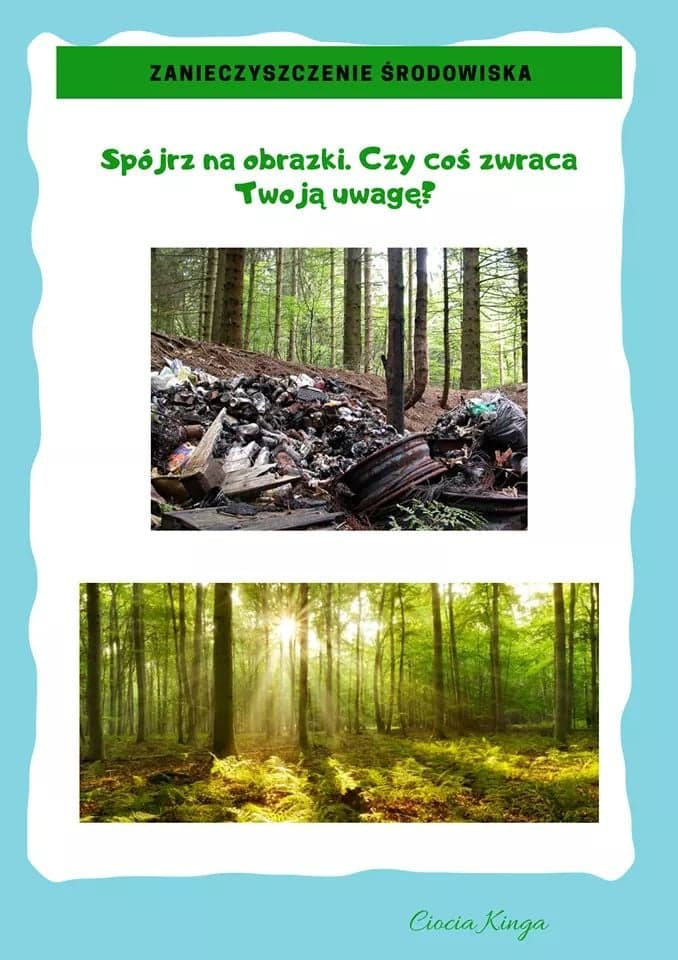 ZANIECZYSZCZENIE ŚRODOWISKA
Spójrz na obrazki. Czy coś zwraca
Twoją uwagę?
Ciocia Kinga